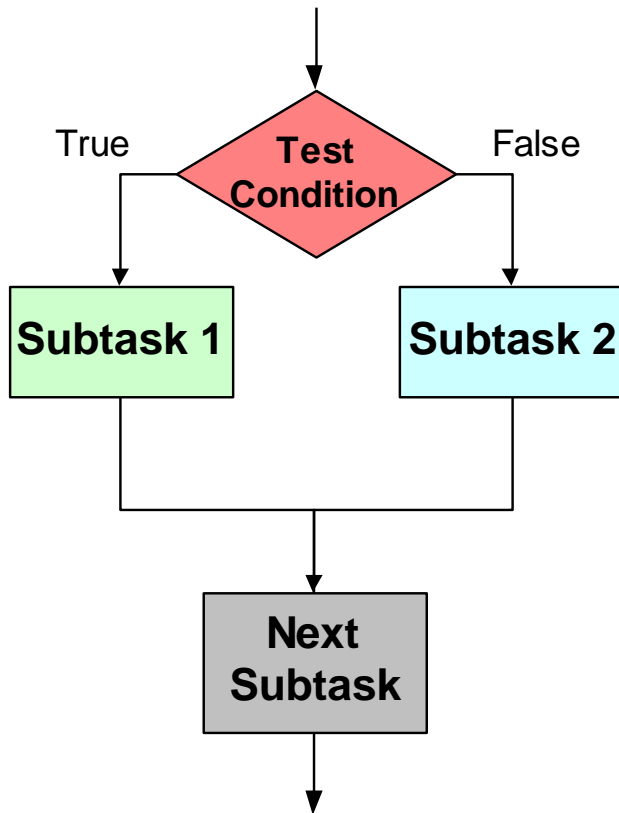 True
False
Test
Condition
Subtask 1
Subtask 2
Next
Subtask